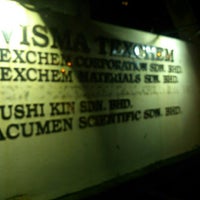 WISMA TEXCHEM
TEXCHEM CORPORATION SDN. BHD.
TEXCHEM MATERIALS SDN. BHD.
SUSHI KIN SDN. BHD.
ACUMEN SCIENTIFIC SDN. BHD.